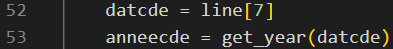 52 datcde = line[7]
53 anneecde = get_year(datcde)